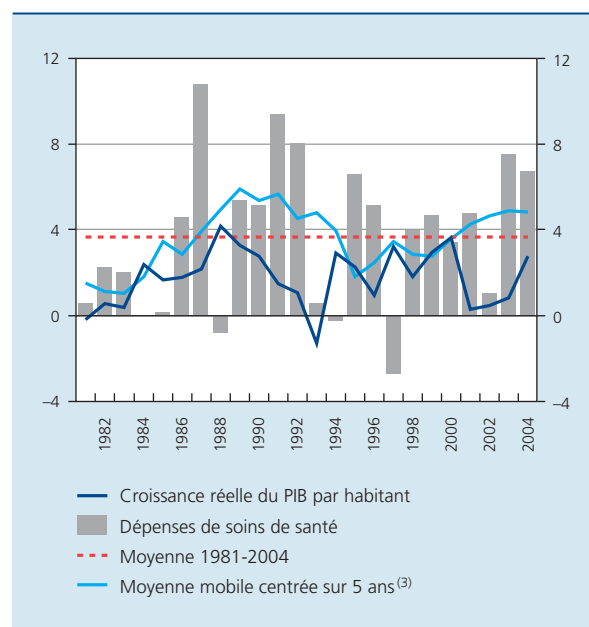 12 12
8 8
4 4
0 0
–4 –4
1982 1984 1986 1988 1990 1992 1994 1996 1998 2000 2002 2004
Croissance réelle du PIB par habitant
Dépenses de soins de santé
Moyenne 1981-2004
Moyenne mobile centrée sur 5 ans (3)